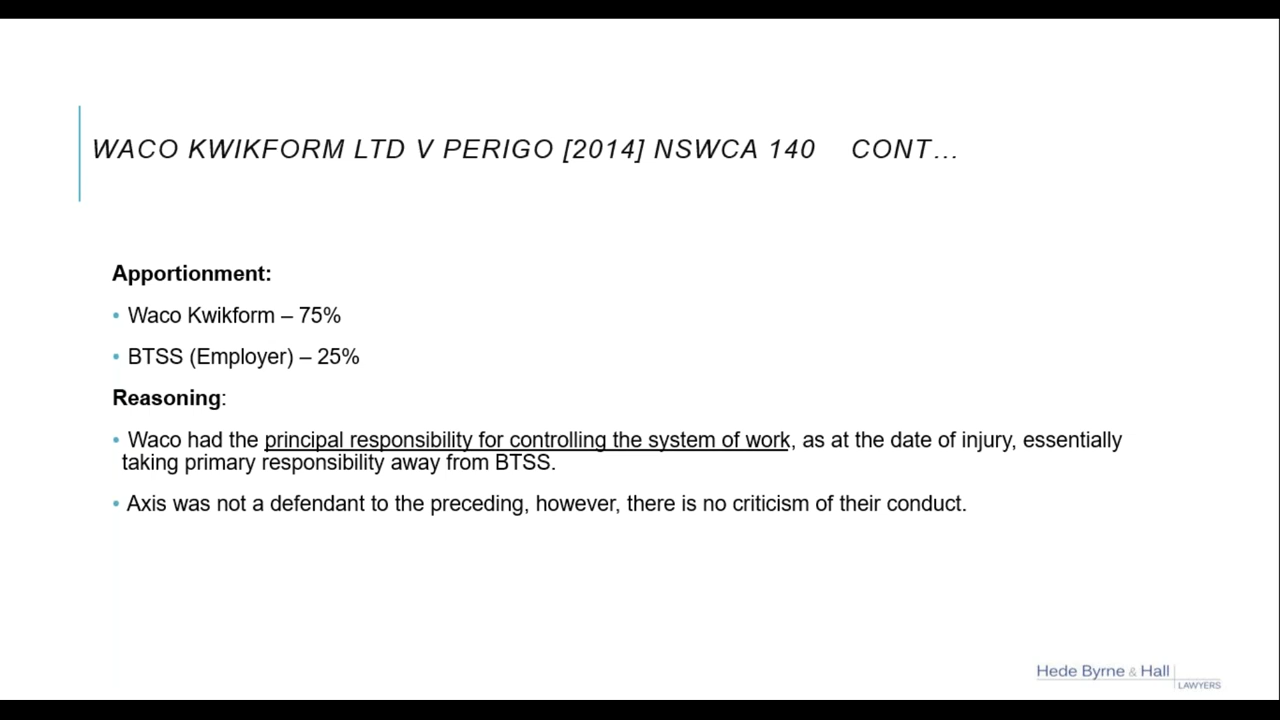 WACO KWIKFORM LTD V PERIGO [2014] NSWCA 140 CONT...
Apportionment:
• Waco Kwikform – 75%
• BTSS (Employer) – 25%
Reasoning:
• Waco had the principal responsibility for controlling the system of work, as at the date of injury, essentially
taking primary responsibility away from BTSS.
• Axis was not a defendant to the preceding, however, there is no criticism of their conduct.
Hede Byrne & Hall
LAWYERS